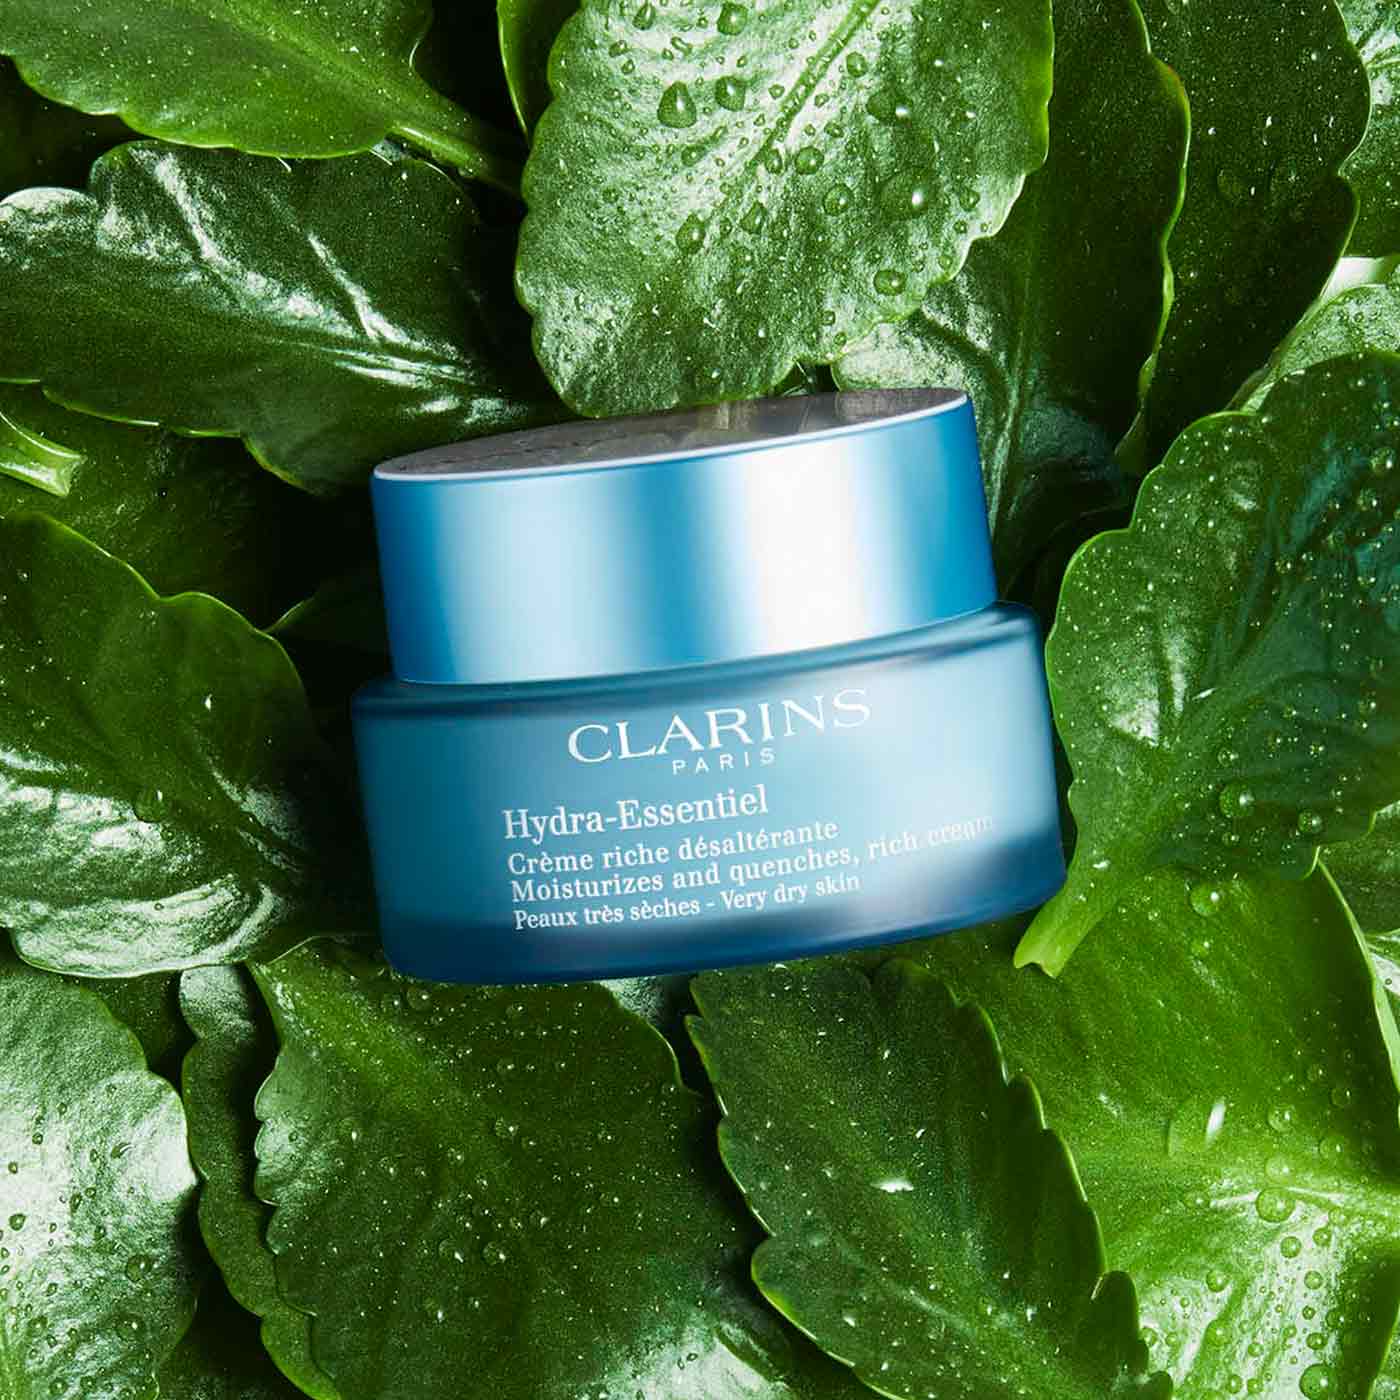 CLARINS
PARIS
Hydra-Essentiel
Crème riche désaltérante
Moisturizes and quenches, rich cream
Peaux très sèches - Very dry skin